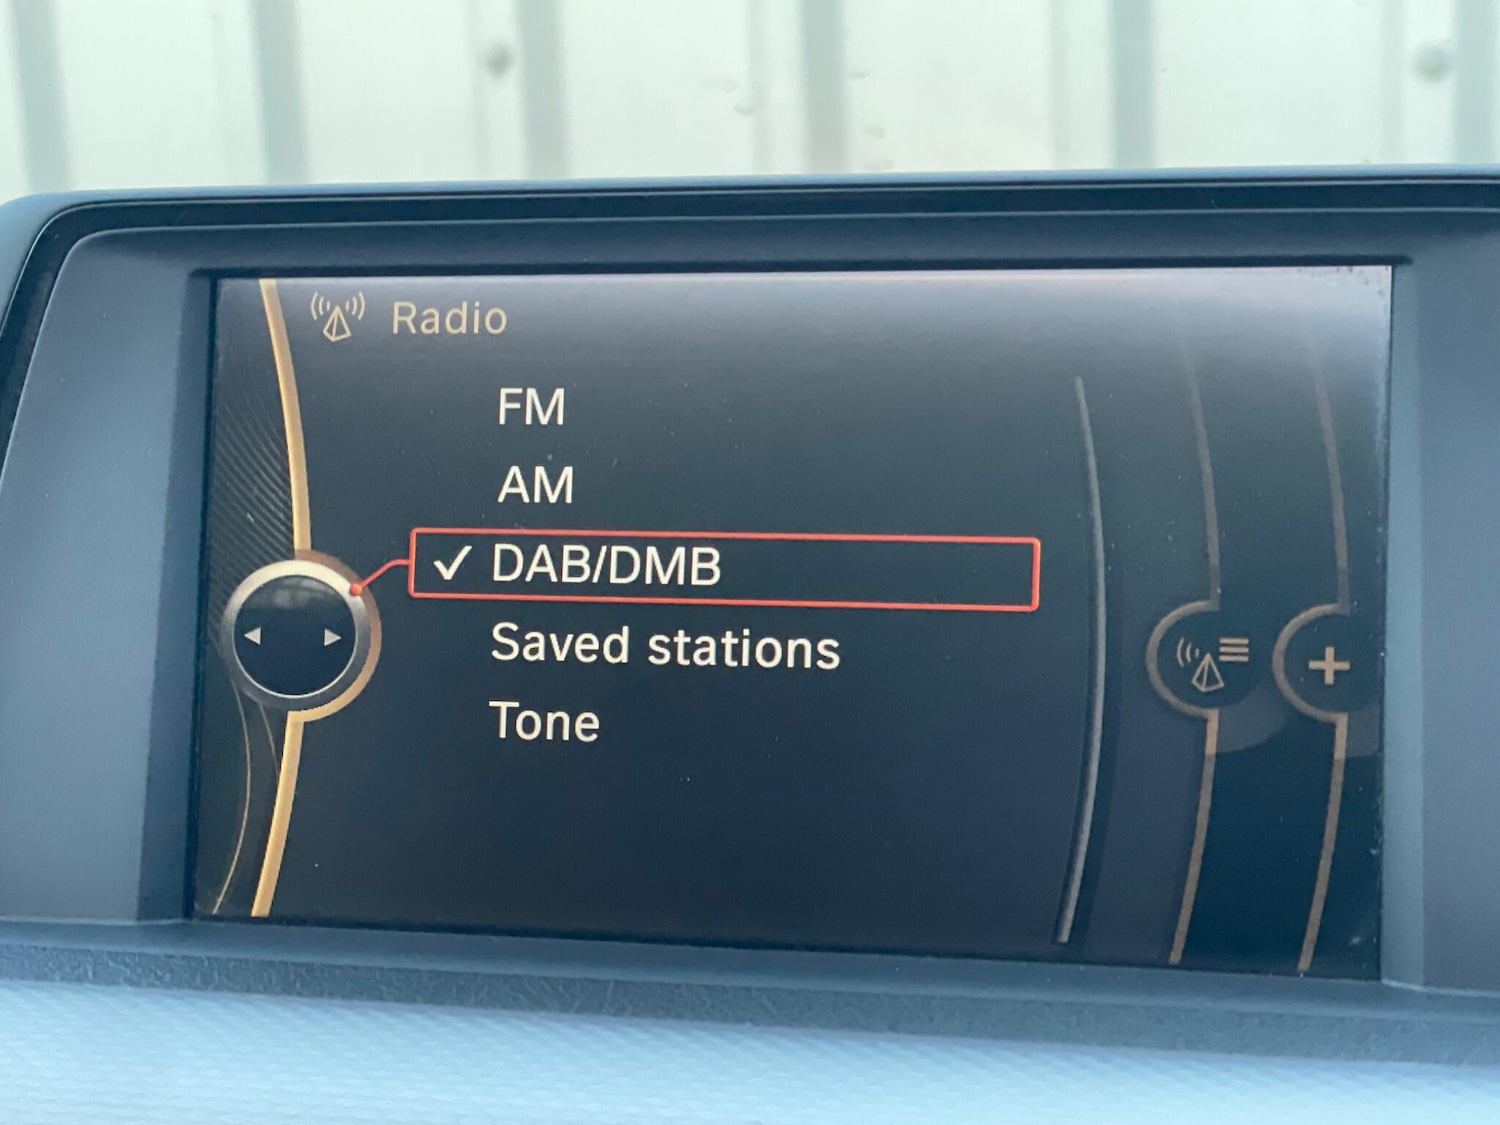 Radio
FM
AM
✓ DAB/DMB
Saved stations
Tone